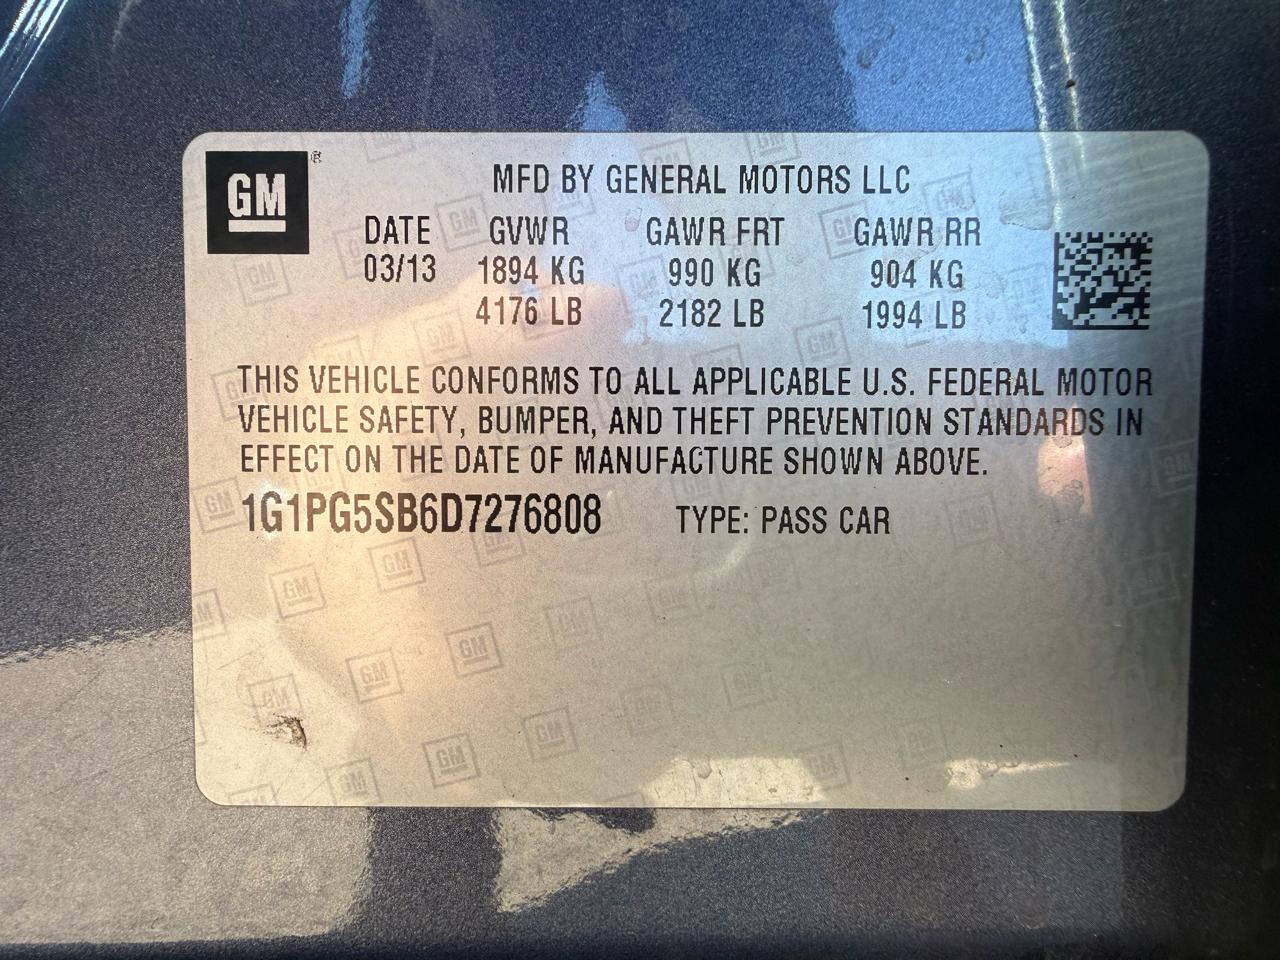 GM ®
MFD BY GENERAL MOTORS LLC
DATE GVWR GAWR FRT GAWR RR
03/13 1894 KG 990 KG 904 KG
4176 LB 2182 LB 1994 LB
THIS VEHICLE CONFORMS TO ALL APPLICABLE U.S. FEDERAL MOTOR
VEHICLE SAFETY, BUMPER, AND THEFT PREVENTION STANDARDS IN
EFFECT ON THE DATE OF MANUFACTURE SHOWN ABOVE.
1G1PG5SB6D7276808 TYPE: PASS CAR